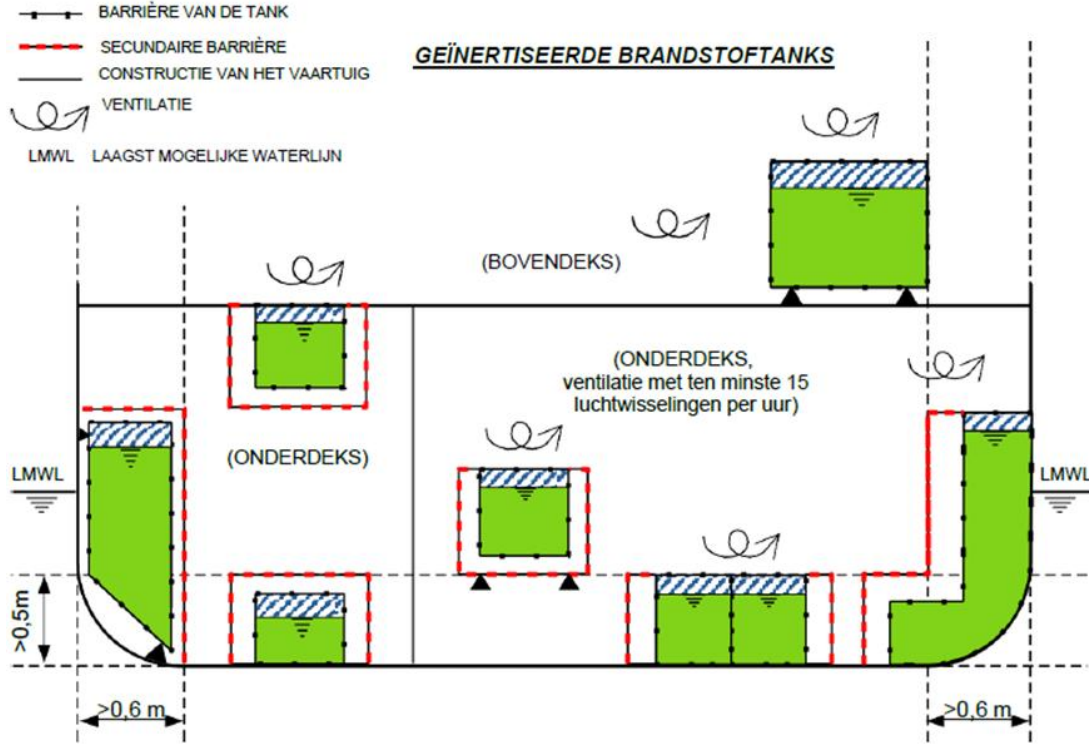 BARRIÈRE VAN DE TANK
SECUNDAIRE BARRIÈRE
GEÏNERTISEERDE BRANDSTOFTANKS
CONSTRUCTIE VAN HET VAARTUIG
VENTILATIE
LMWL LAAGST MOGELIJKE WATERLIJN
(BOVENDEKS)
(ONDERDEKS,
ventilatie met ten minste 15
luchtwisselingen per uur)
(ONDERDEKS)
LMWL
LMWL
>0,5m
>0,6 m
>0,6 m